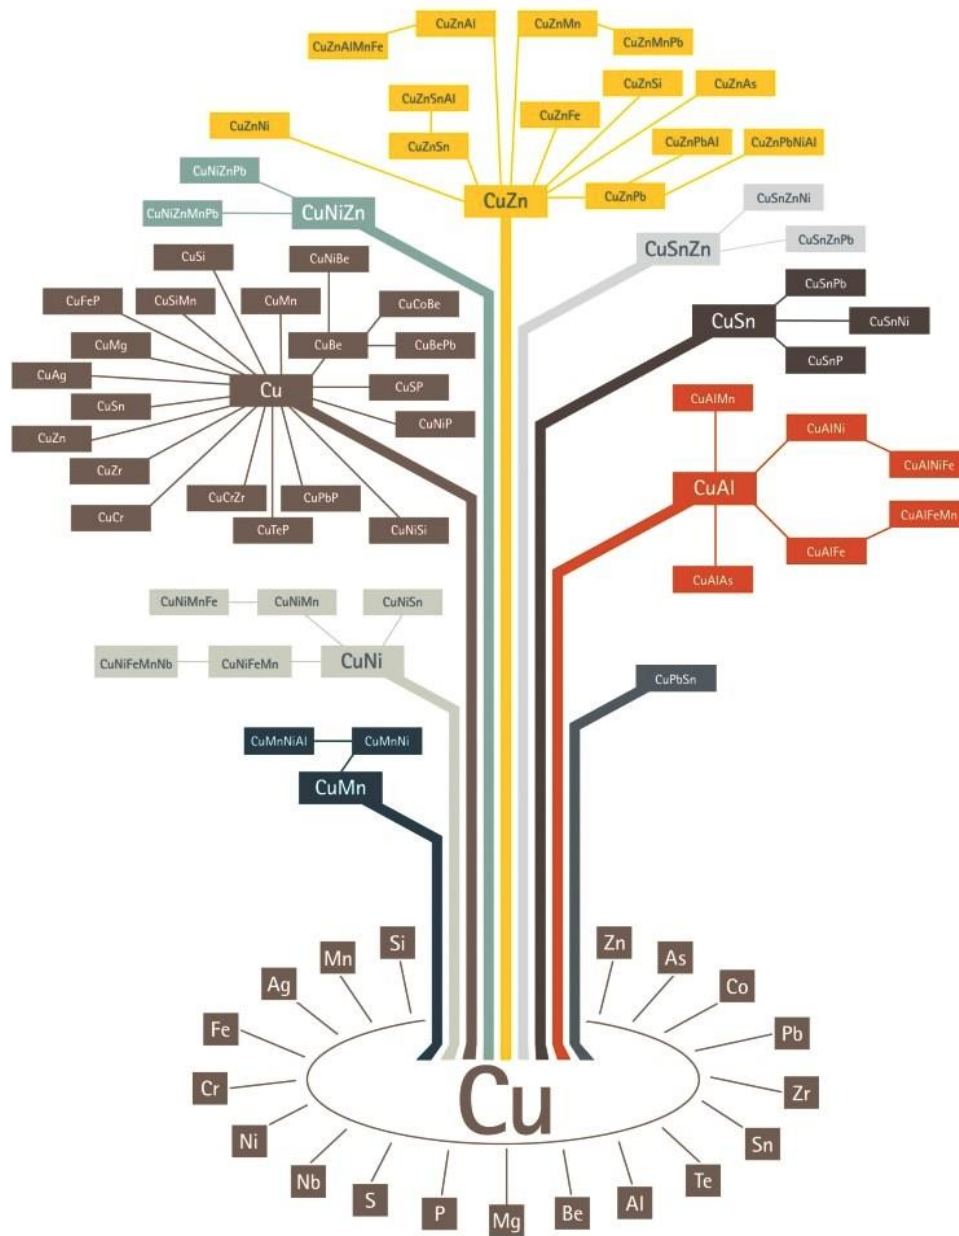 CuZnAl
CuZnMn
CuZnAlMnFe
CuZnMnPb
CuZnSi
CuZnAs
CuZnSnAl
CuZnFe
CuZnNi
CuZnSn
CuZnPbAl
CuZnPbNiAl
CuNiZnPb
CuZn
CuZnPb
CuSnZnNi
CuNiZnMnPb
CuNiZn
CuSnZn
CuSnZnPb
CuSi
CuNiBe
CuSnPb
CuFeP
CuSiMn
CuMn
CuCoBe
CuSn
CuSnNi
CuMg
CuBe
CuBePb
CuSnP
CuAg
Cu
CuSP
CuAlMn
CuSn
CuNiP
CuAlNi
CuZn
CuZr
CuAlNiFe
CuCrZr
CuPbP
CuAl
CuCr
CuTeP
CuNiSi
CuAlFeMn
CuAlFe
CuAlAs
CuNiMnFe
CuNiMn
CuNiSn
CuNiFeMnNb
CuNiFeMn
CuNi
CuPbSn
CuMnNiAl
CuMnNi
CuMn
Si
Zn
Mn
As
Ag
Co
Fe
Pb
Cr
Cu
Zr
Ni
Sn
Nb
Te
S
P
Mg
Be
Al